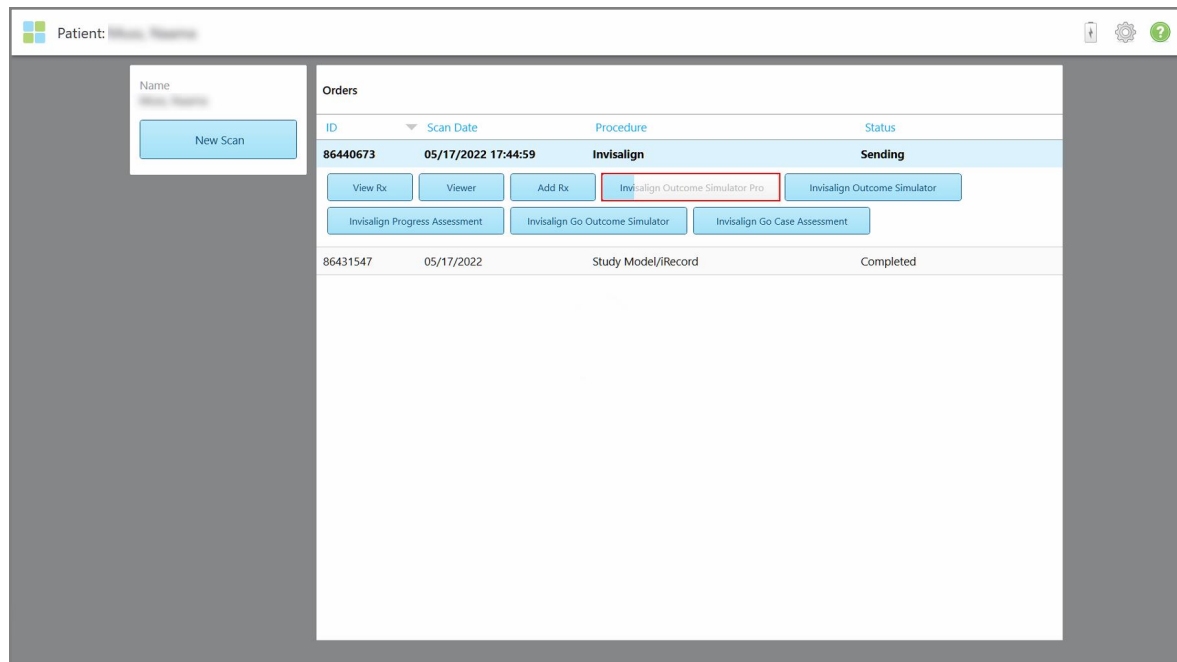 Patient:
?
Name
New Scan
Orders
ID Scan Date Procedure Status
86440673 05/17/2022 17:44:59 Invisalign Sending
View Rx Viewer Add Rx Invisalign Outcome Simulator Pro Invisalign Outcome Simulator
Invisalign Progress Assessment Invisalign Go Outcome Simulator Invisalign Go Case Assessment
86431547 05/17/2022 Study Model/iRecord Completed